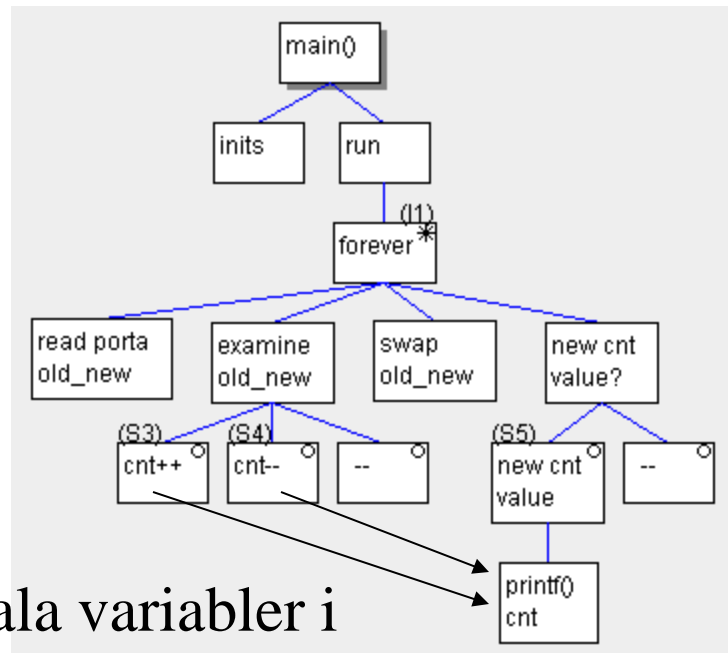 main()
inits
run
(I1)
forever *
read porta
old_new
examine
old_new
swap
old_new
new cnt
value?
(S3)
cnt++
(S4)
cnt--
--
(S5)
new cnt
value
--
printf()
cnt
variabler i